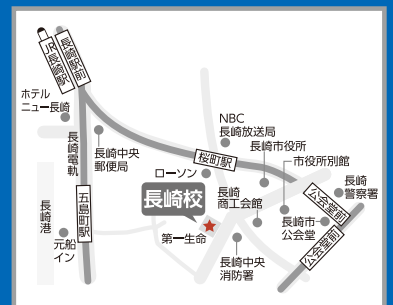 JR長崎駅
長崎駅前
ホテル
ニュー長崎
長崎電軌
長崎中央
郵便局
NBC
長崎放送局
長崎市役所
桜町駅
市役所別館
ローソン
長崎校
長崎
商工会館
公会堂前
長崎
警察署
長崎港
五島町駅
元船
イン
第一生命
長崎市
公会堂
公会堂前
長崎中央
消防署